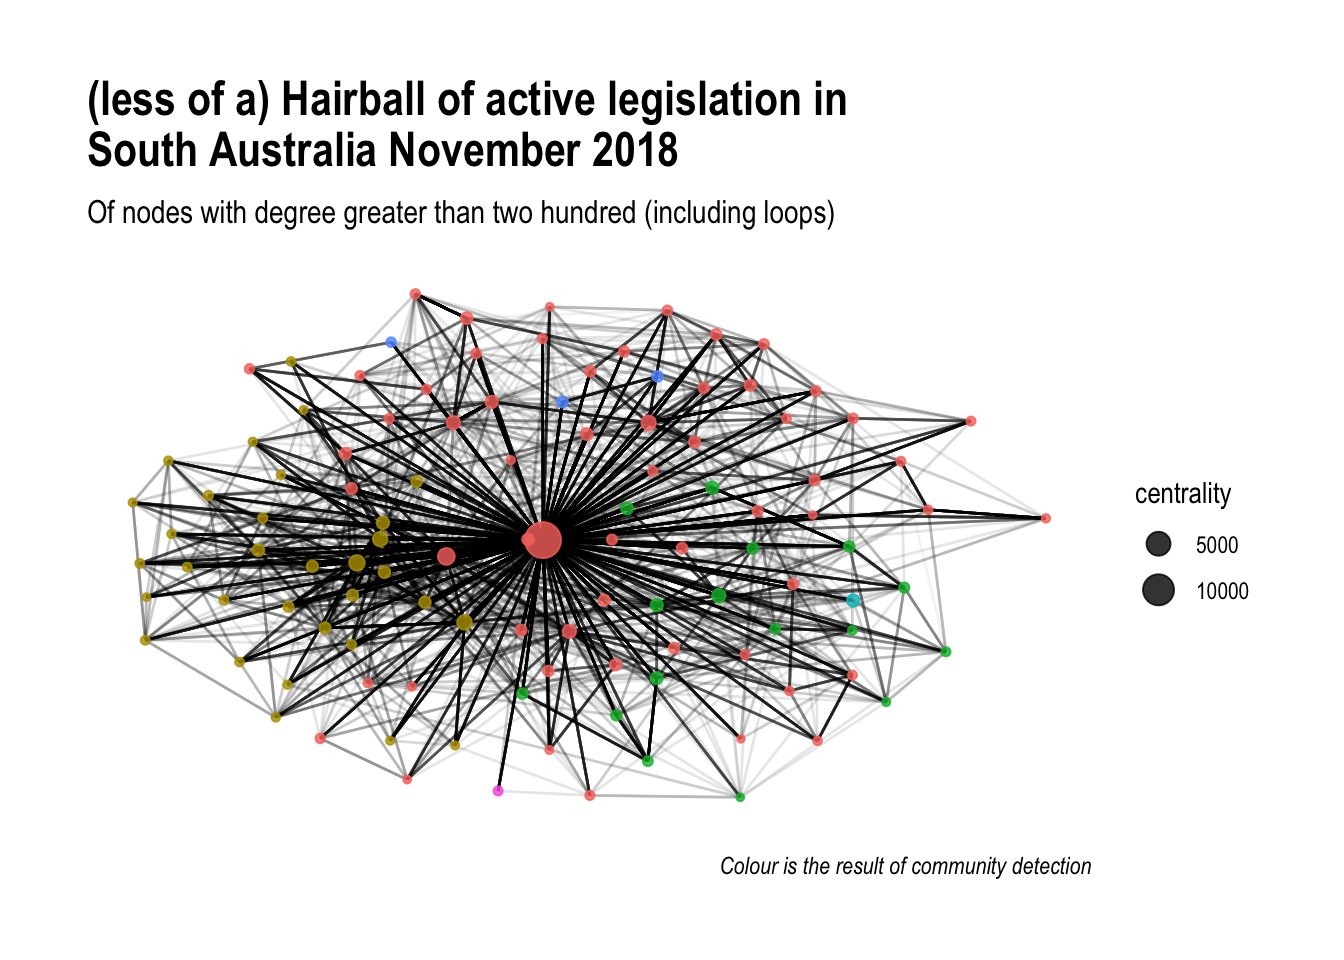 (less of a) Hairball of active legislation in
South Australia November 2018
Of nodes with degree greater than two hundred (including loops)
centrality
5000
10000
Colour is the result of community detection